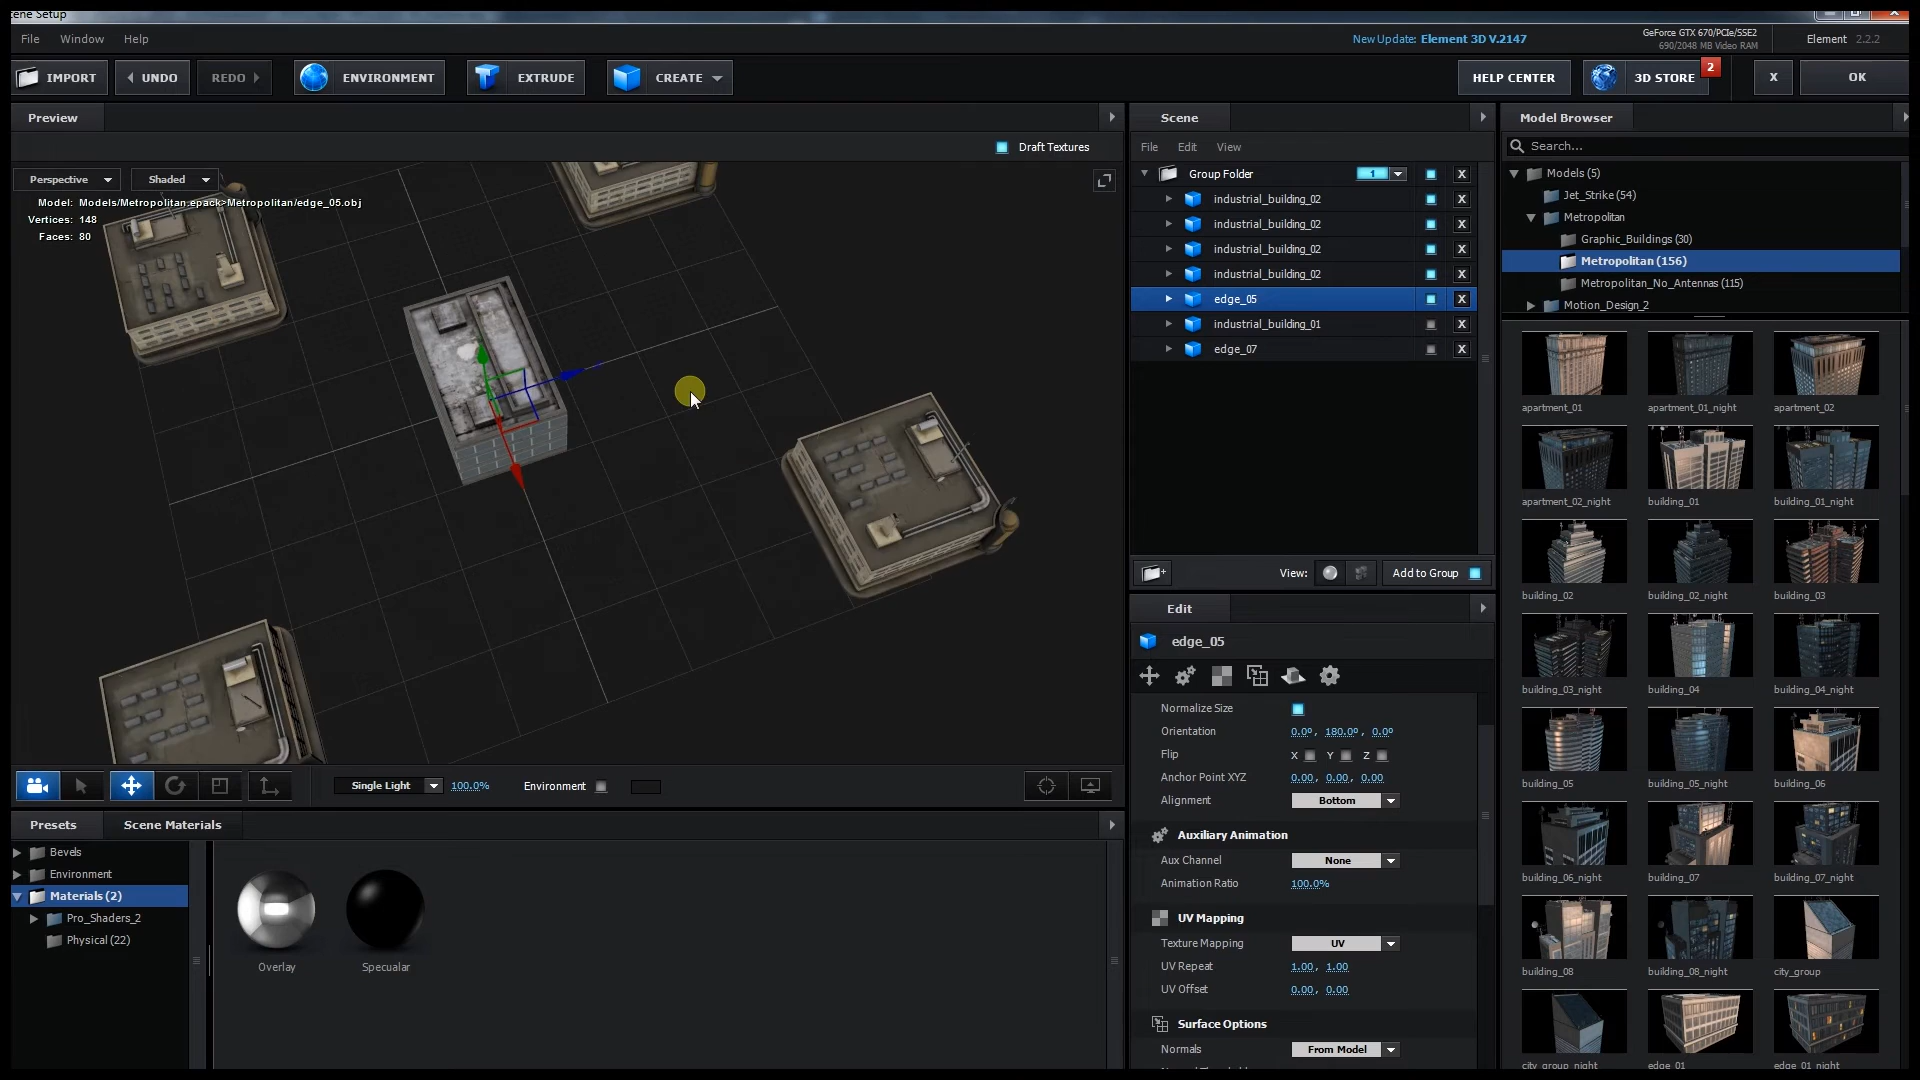 cene Setup
File Window Help
New Update: Element 3D V.2147
GeForce GTX 670/PCIe/SSE2
690/2048 MB Video RAM
Element 2.2.2
IMPORT UNDO REDO ENVIRONMENT EXTRUDE CREATE HELP CENTER 3D STORE 2 X OK
Preview
Draft Textures
Perspective Shaded
Model: Models/Metropolitan.epack>Metropolitan/edge_05.obj
Vertices: 148
Faces: 80
Single Light 100.0% Environment
Presets Scene Materials
Bevels
Environment
Materials (2)
Pro_Shaders_2
Physical (22)
Overlay Specualar
Scene
File Edit View
Group Folder 1 X
industrial_building_02 X
industrial_building_02 X
industrial_building_02 X
industrial_building_02 X
edge_05 X
industrial_building_01 X
edge_07 X
View: Add to Group
Edit
edge_05
Normalize Size
Orientation 0.0°, 180.0°, 0.0°
Flip X Y Z
Anchor Point XYZ 0.00, 0.00, 0.00
Alignment Bottom
Auxiliary Animation
Aux Channel None
Animation Ratio 100.0%
UV Mapping
Texture Mapping UV
UV Repeat 1.00, 1.00
UV Offset 0.00, 0.00
Surface Options
Normals From Model
Model Browser
Search...
Models (5)
Jet_Strike (54)
Metropolitan
Graphic_Buildings (30)
Metropolitan (156)
Metropolitan_No_Antennas (115)
Motion_Design_2
apartment_01 apartment_01_night apartment_02
apartment_02_night building_01 building_01_night
building_02 building_02_night building_03
building_03_night building_04 building_04_night
building_05 building_05_night building_06
building_06_night building_07 building_07_night
building_08 building_08_night city_group
city_group_night edge_01 edge_01_night